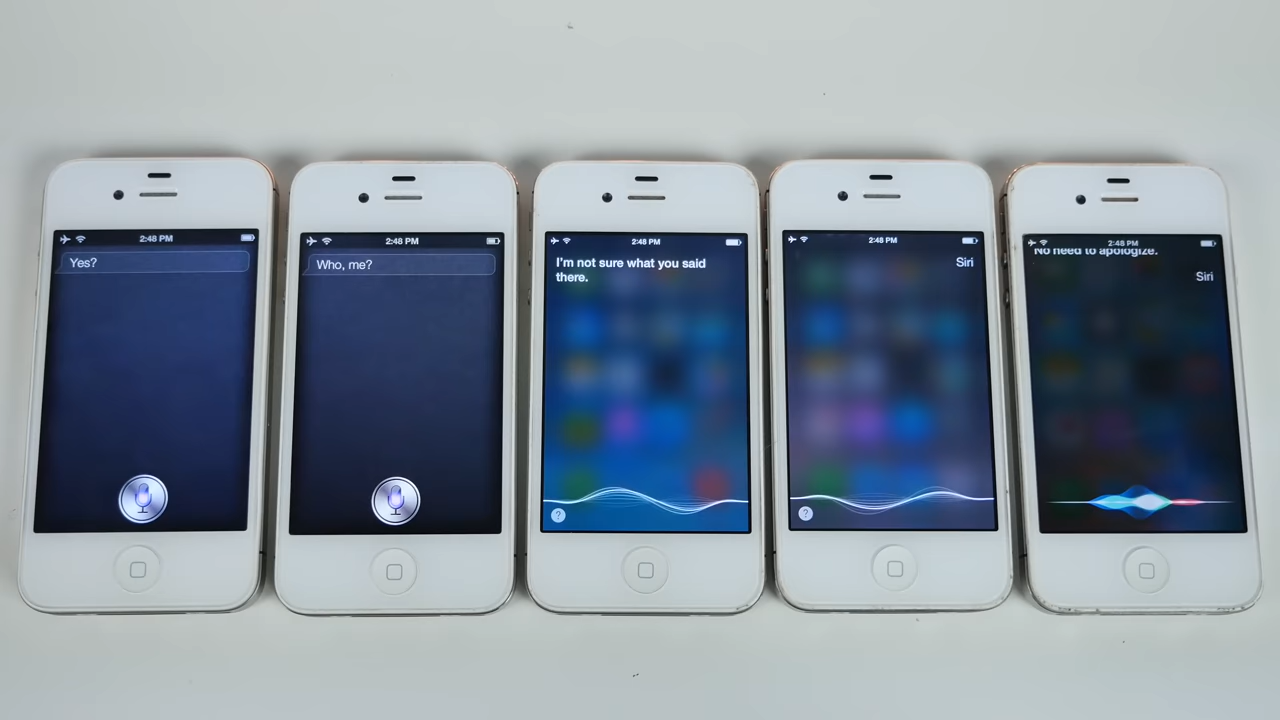 2:48 PM
Yes?
2:48 PM
Who, me?
2:48 PM
I'm not sure what you said
there.
?
2:48 PM
Siri
?
2:48 PM
No need to apologize.
Siri